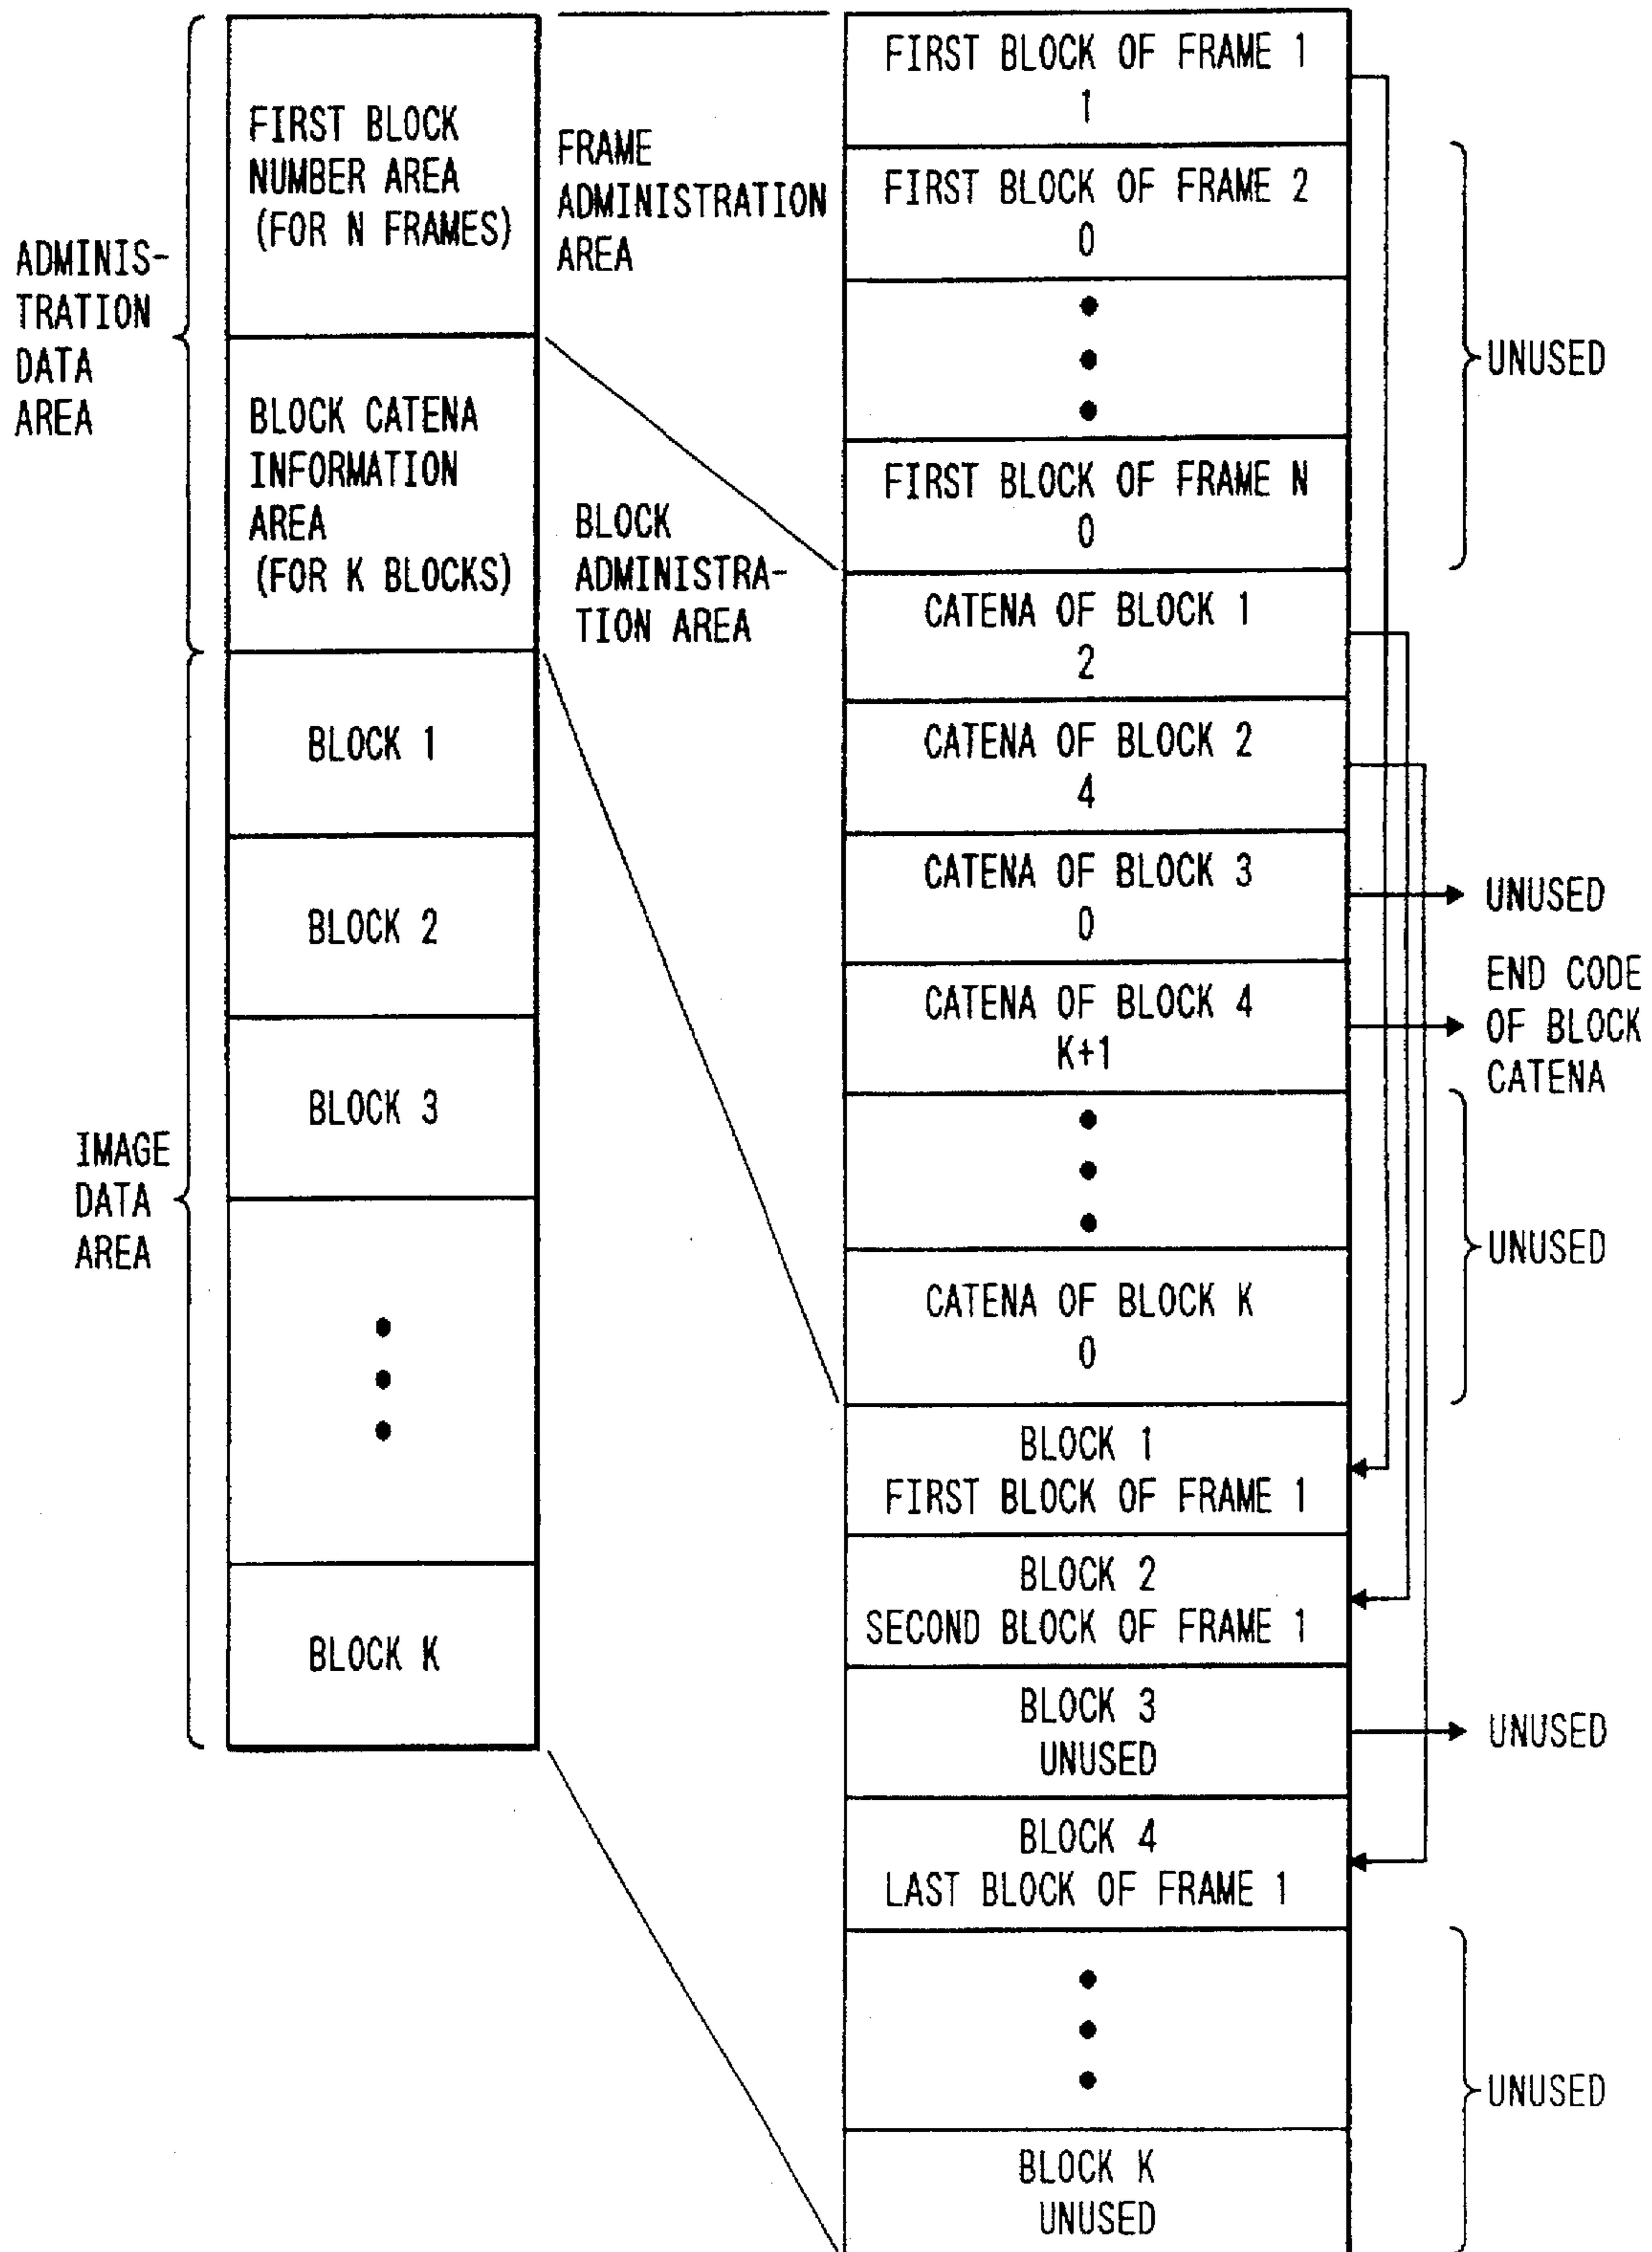 ADMINIS-
TRATION
DATA
AREA
IMAGE
DATA
AREA
FIRST BLOCK
NUMBER AREA
(FOR N FRAMES)
BLOCK CATENA
INFORMATION
AREA
(FOR K BLOCKS)
BLOCK 1
BLOCK 2
BLOCK 3
BLOCK K
FRAME
ADMINISTRATION
AREA
BLOCK
ADMINISTRA-
TION AREA
FIRST BLOCK OF FRAME 1
1
FIRST BLOCK OF FRAME 2
0
FIRST BLOCK OF FRAME N
0
CATENA OF BLOCK 1
2
CATENA OF BLOCK 2
4
CATENA OF BLOCK 3
0
CATENA OF BLOCK 4
K+1
CATENA OF BLOCK K
0
BLOCK 1
FIRST BLOCK OF FRAME 1
BLOCK 2
SECOND BLOCK OF FRAME 1
BLOCK 3
UNUSED
BLOCK 4
LAST BLOCK OF FRAME 1
BLOCK K
UNUSED
UNUSED
UNUSED
END CODE
OF BLOCK
CATENA
UNUSED
UNUSED
UNUSED